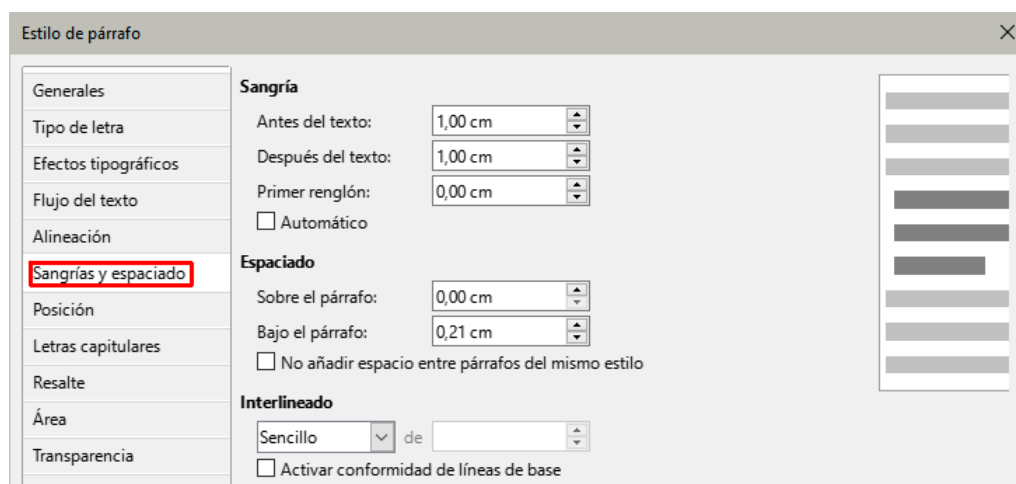 Estilo de párrafo
Generales
Tipo de letra
Efectos tipográficos
Flujo del texto
Alineación
Sangrías y espaciado
Posición
Letras capitulares
Resalte
Área
Transparencia
Sangría
Antes del texto: 1,00 cm
Después del texto: 1,00 cm
Primer renglón: 0,00 cm
Automático
Espaciado
Sobre el párrafo: 0,00 cm
Bajo el párrafo: 0,21 cm
No añadir espacio entre párrafos del mismo estilo
Interlineado
Sencillo de
Activar conformidad de líneas de base